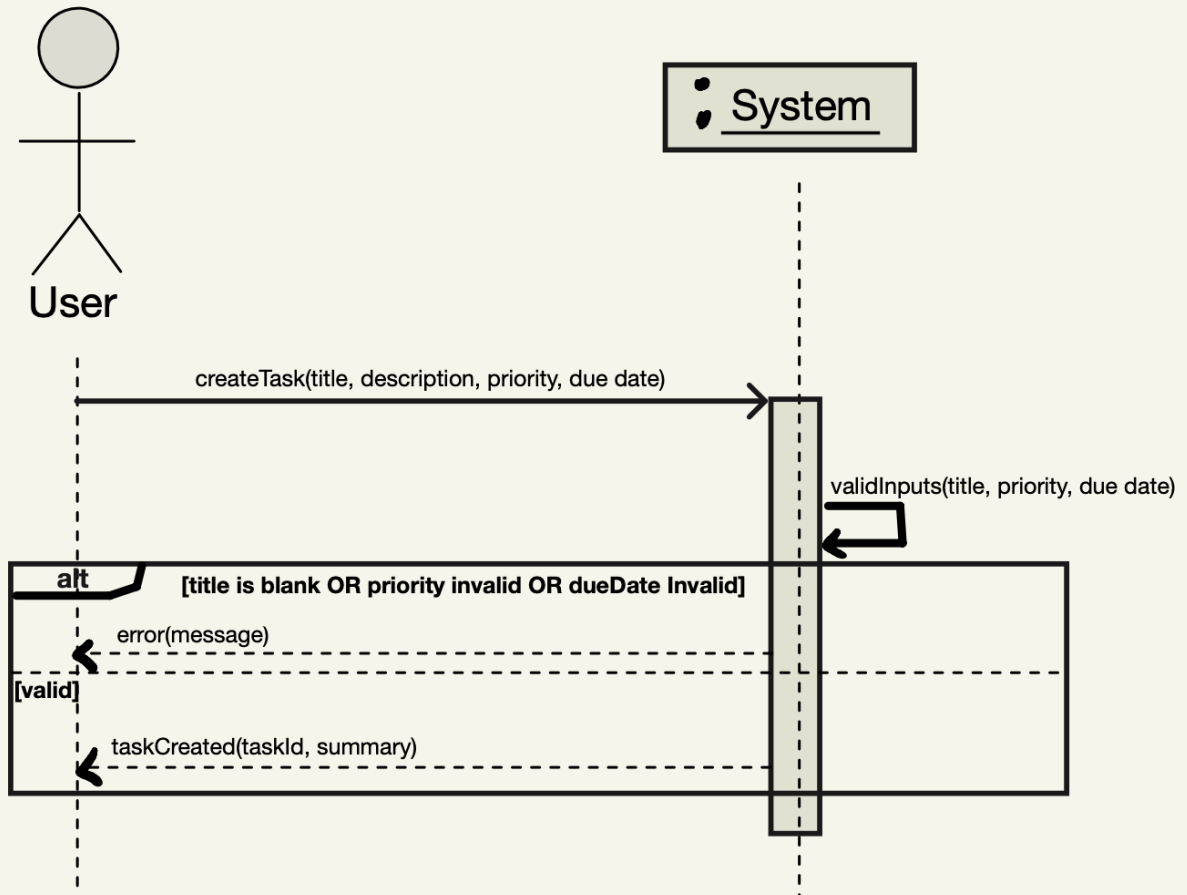 : System
User
createTask(title, description, priority, due date)
validInputs(title, priority, due date)
alt
[title is blank OR priority invalid OR dueDate Invalid]
error(message)
[valid]
taskCreated(taskId, summary)